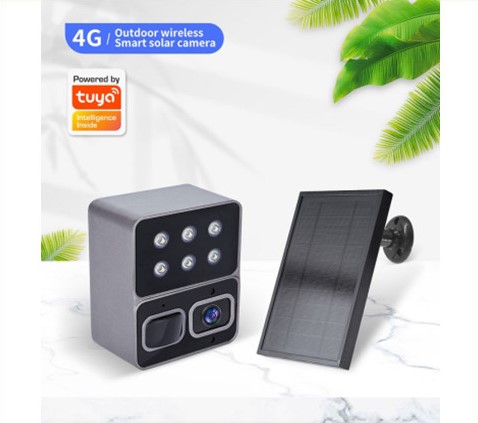 4G / Outdoor wireless
Smart solar camera
Powered by
tuya
Intelligence
Inside